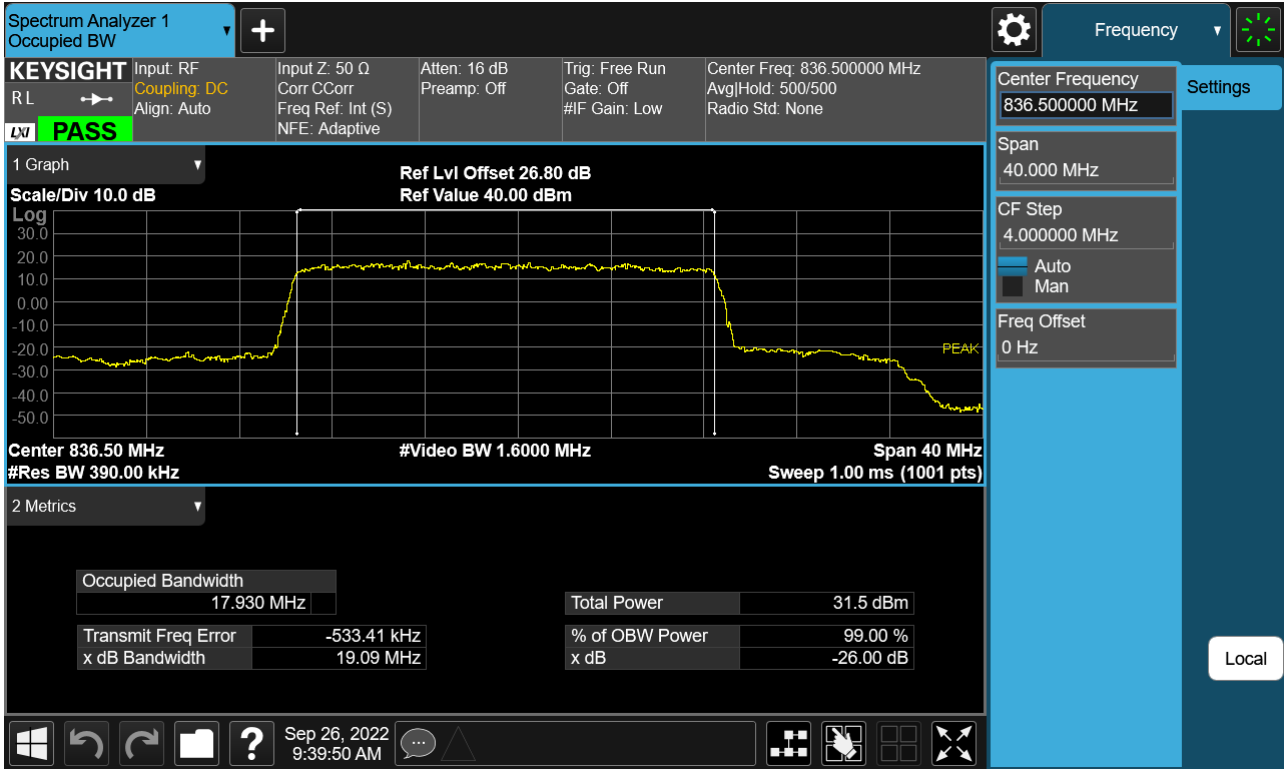 Spectrum Analyzer 1
Occupied BW
Frequency
KEYSIGHT
R L
LXI PASS
Input: RF
Coupling: DC
Align: Auto
Input Z: 50 Ω
Corr CCorr
Freq Ref: Int (S)
NFE: Adaptive
Atten: 16 dB
Preamp: Off
Trig: Free Run
Gate: Off
#IF Gain: Low
Center Freq: 836.500000 MHz
Avg|Hold: 500/500
Radio Std: None
1 Graph
Scale/Div 10.0 dB
Ref Lvl Offset 26.80 dB
Ref Value 40.00 dBm
Log
30.0
20.0
10.0
0.00
-10.0
-20.0
-30.0
-40.0
-50.0
PEAK
Center 836.50 MHz
#Video BW 1.6000 MHz
Span 40 MHz
#Res BW 390.00 kHz
Sweep 1.00 ms (1001 pts)
2 Metrics
Occupied Bandwidth
17.930 MHz
Total Power 31.5 dBm
Transmit Freq Error -533.41 kHz
% of OBW Power 99.00 %
x dB Bandwidth 19.09 MHz
x dB -26.00 dB
Center Frequency
836.500000 MHz
Span
40.000 MHz
CF Step
4.000000 MHz
Auto
Man
Freq Offset
0 Hz
Settings
Local
?
Sep 26, 2022
9:39:50 AM